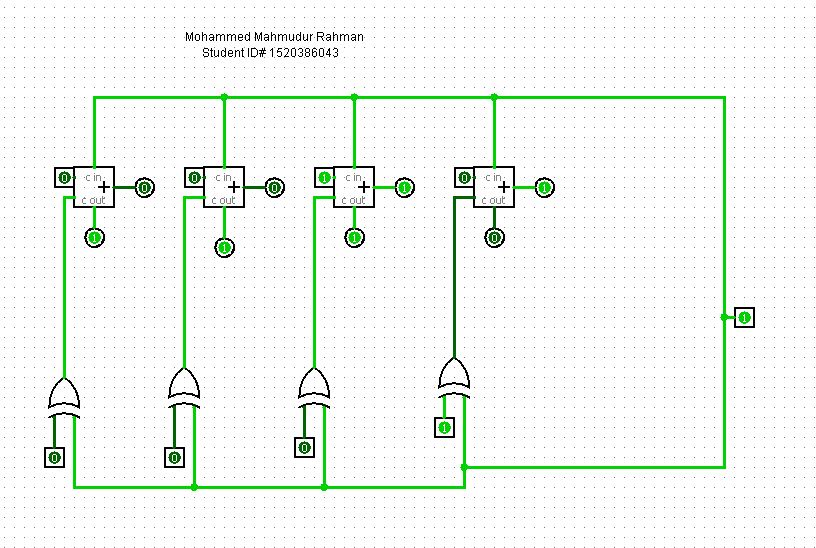 Mohammed Mahmudur Rahman
Student ID# 1520386043
0 c in + c out 0 0 c in + c out 0 1 c in + c out 1 0 c in + c out 1
1 1 1 0
1
0 0 0 1